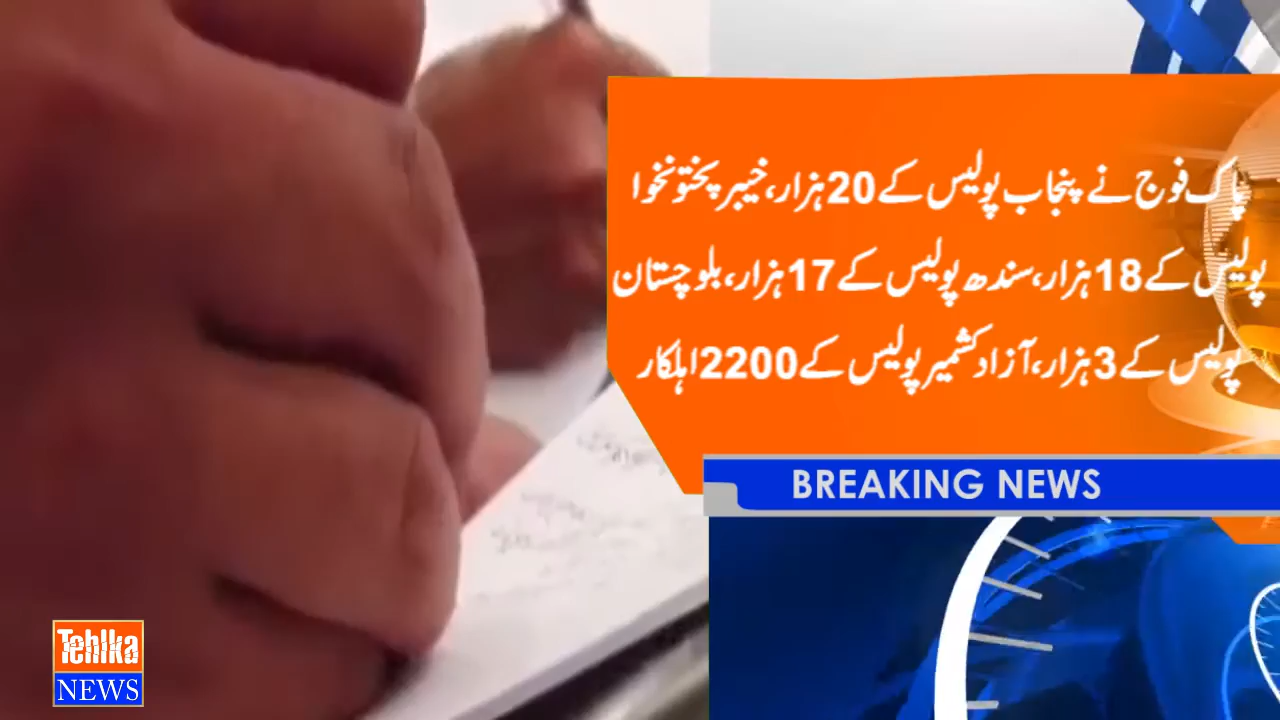 پاک فوج نے پنجاب پولیس کے 20 ہزار، خیبر پختونخوا
پولیس کے 18 ہزار، سندھ پولیس کے 17 ہزار، بلوچستان
پولیس کے 3 ہزار، آزاد کشمیر پولیس کے 2200 اہلکار
BREAKING NEWS
Tehlka
NEWS